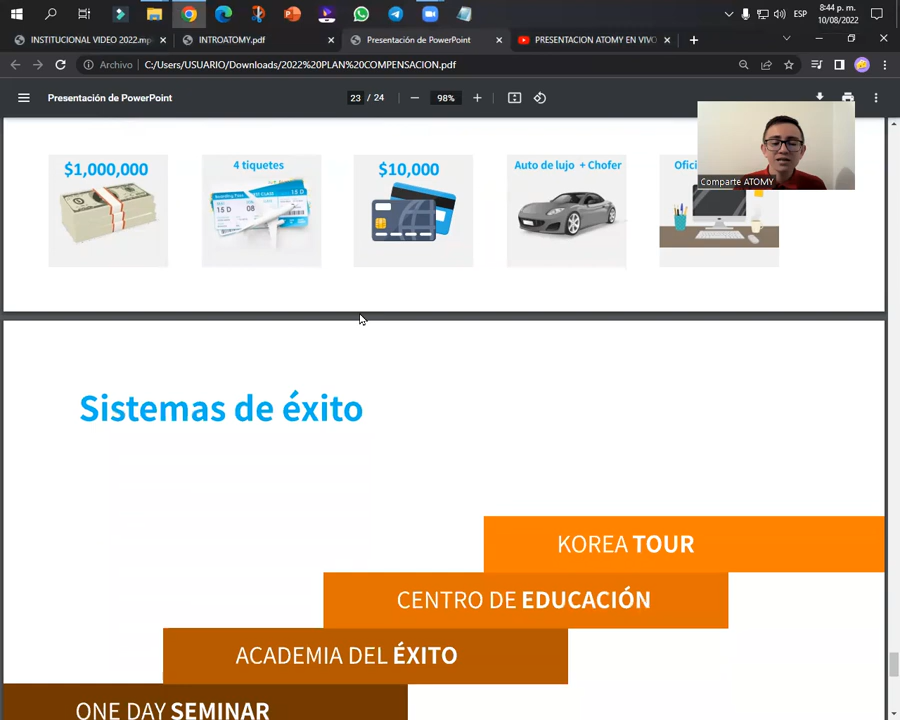 8:44 p. m.
ESP
10/08/2022
INSTITUCIONAL VIDEO 2022.mp
INTROATOMY.pdf
Presentación de PowerPoint
PRESENTACION ATOMY EN VIVO
Archivo
C:/Users/USUARIO/Downloads/2022%20PLAN%20COMPENSACION.pdf
Presentación de PowerPoint
23 / 24
98%
Comparte ATOMY
$1,000,000
4 tiquetes
$10,000
Auto de lujo + Chofer
Ofici
15 D
08
15 D
Sistemas de éxito
KOREA TOUR
CENTRO DE EDUCACIÓN
ACADEMIA DEL ÉXITO
ONE DAY SEMINAR